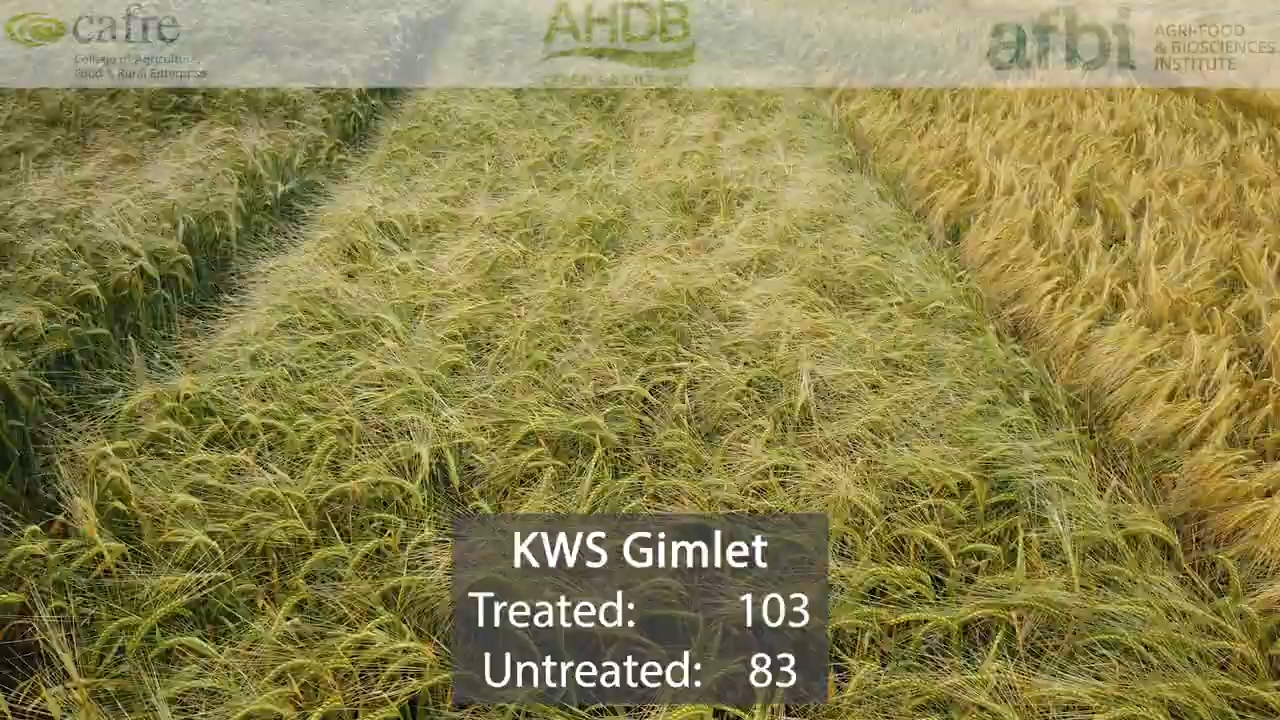 cafre
College of Agriculture,
Food & Rural Enterprise
AHDB
afbi
AGRI-FOOD
& BIOSCIENCES
INSTITUTE
KWS Gimlet
Treated: 103
Untreated: 83